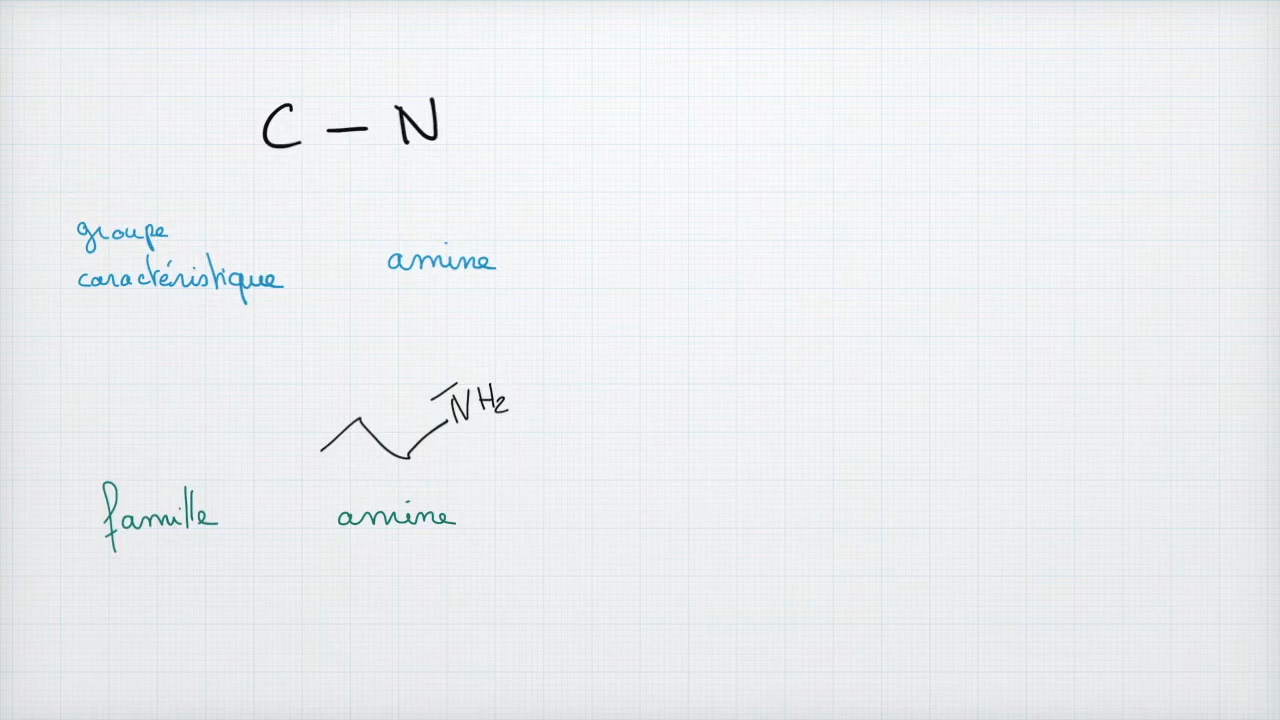 C – N
groupe
caractéristique
amine
NH₂
famille
amine